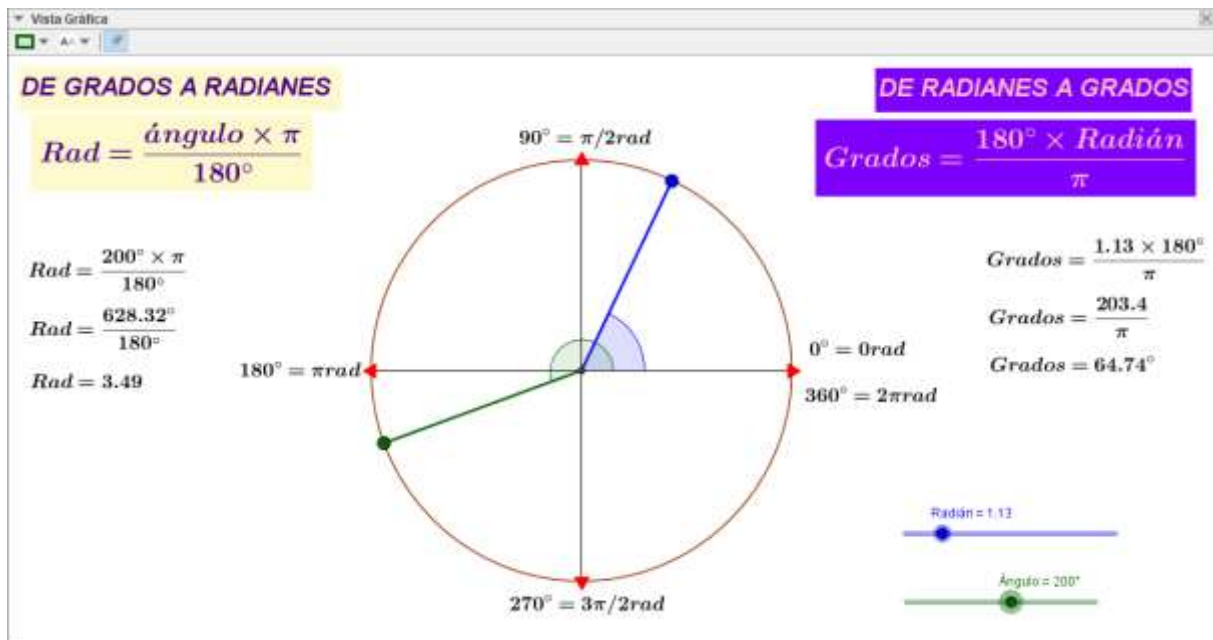 Vista Gráfica
DE GRADOS A RADIANES
Rad = ángulo × π / 180°
Rad = 200° × π / 180°
Rad = 628.32° / 180°
Rad = 3.49
90° = π/2rad
180° = πrad
0° = 0rad
360° = 2πrad
270° = 3π/2rad
DE RADIANES A GRADOS
Grados = 180° × Radián / π
Grados = 1.13 × 180° / π
Grados = 203.4 / π
Grados = 64.74°
Radián = 1.13
Ángulo = 200°